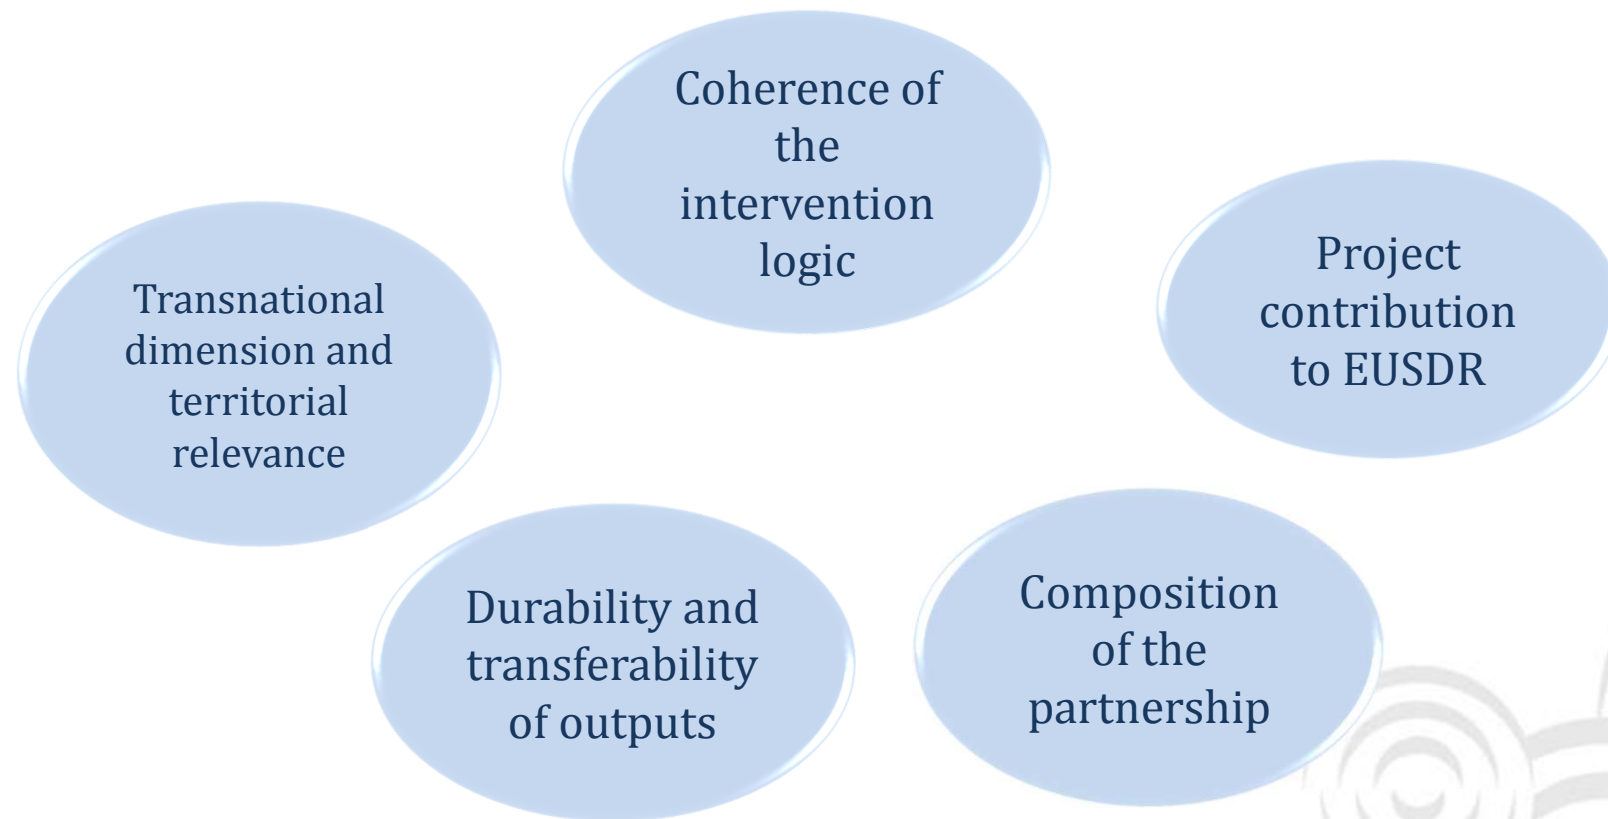 Coherence of
the
intervention
logic
Transnational
dimension and
territorial
relevance
Project
contribution
to EUSDR
Durability and
transferability
of outputs
Composition
of the
partnership